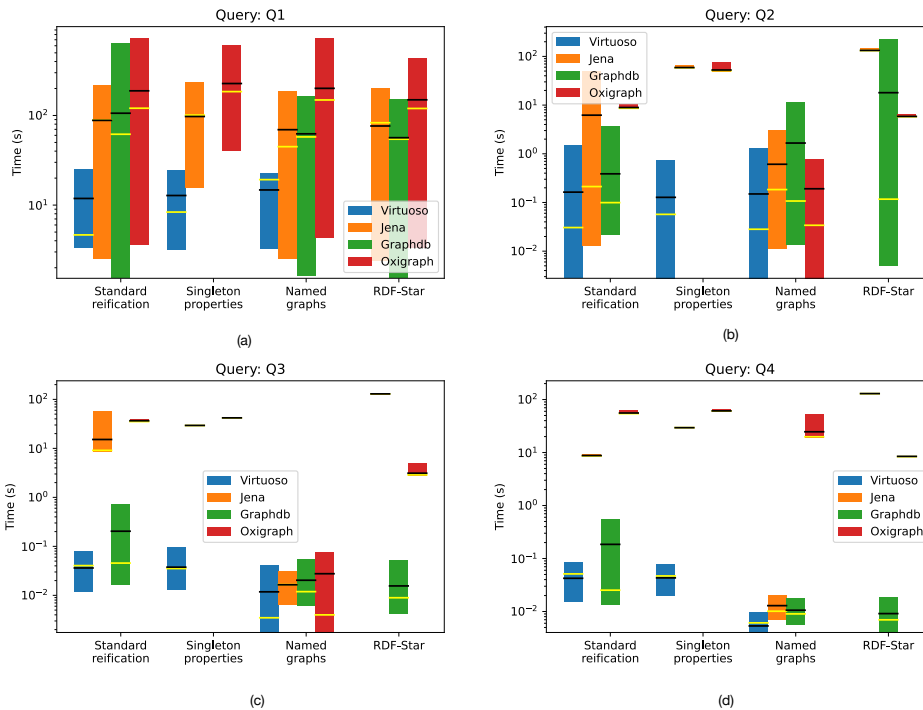 Query: Q1
Time (s)
10²
10¹
Virtuoso
Jena
Graphdb
Oxigraph
Standard
reification
Singleton
properties
Named
graphs
RDF-Star
(a)
Query: Q2
Time (s)
10²
10¹
10⁰
10⁻¹
10⁻²
Virtuoso
Jena
Graphdb
Oxigraph
Standard
reification
Singleton
properties
Named
graphs
RDF-Star
(b)
Query: Q3
Time (s)
10²
10¹
10⁰
10⁻¹
10⁻²
Virtuoso
Jena
Graphdb
Oxigraph
Standard
reification
Singleton
properties
Named
graphs
RDF-Star
(c)
Query: Q4
Time (s)
10²
10¹
10⁰
10⁻¹
10⁻²
Virtuoso
Jena
Graphdb
Oxigraph
Standard
reification
Singleton
properties
Named
graphs
RDF-Star
(d)